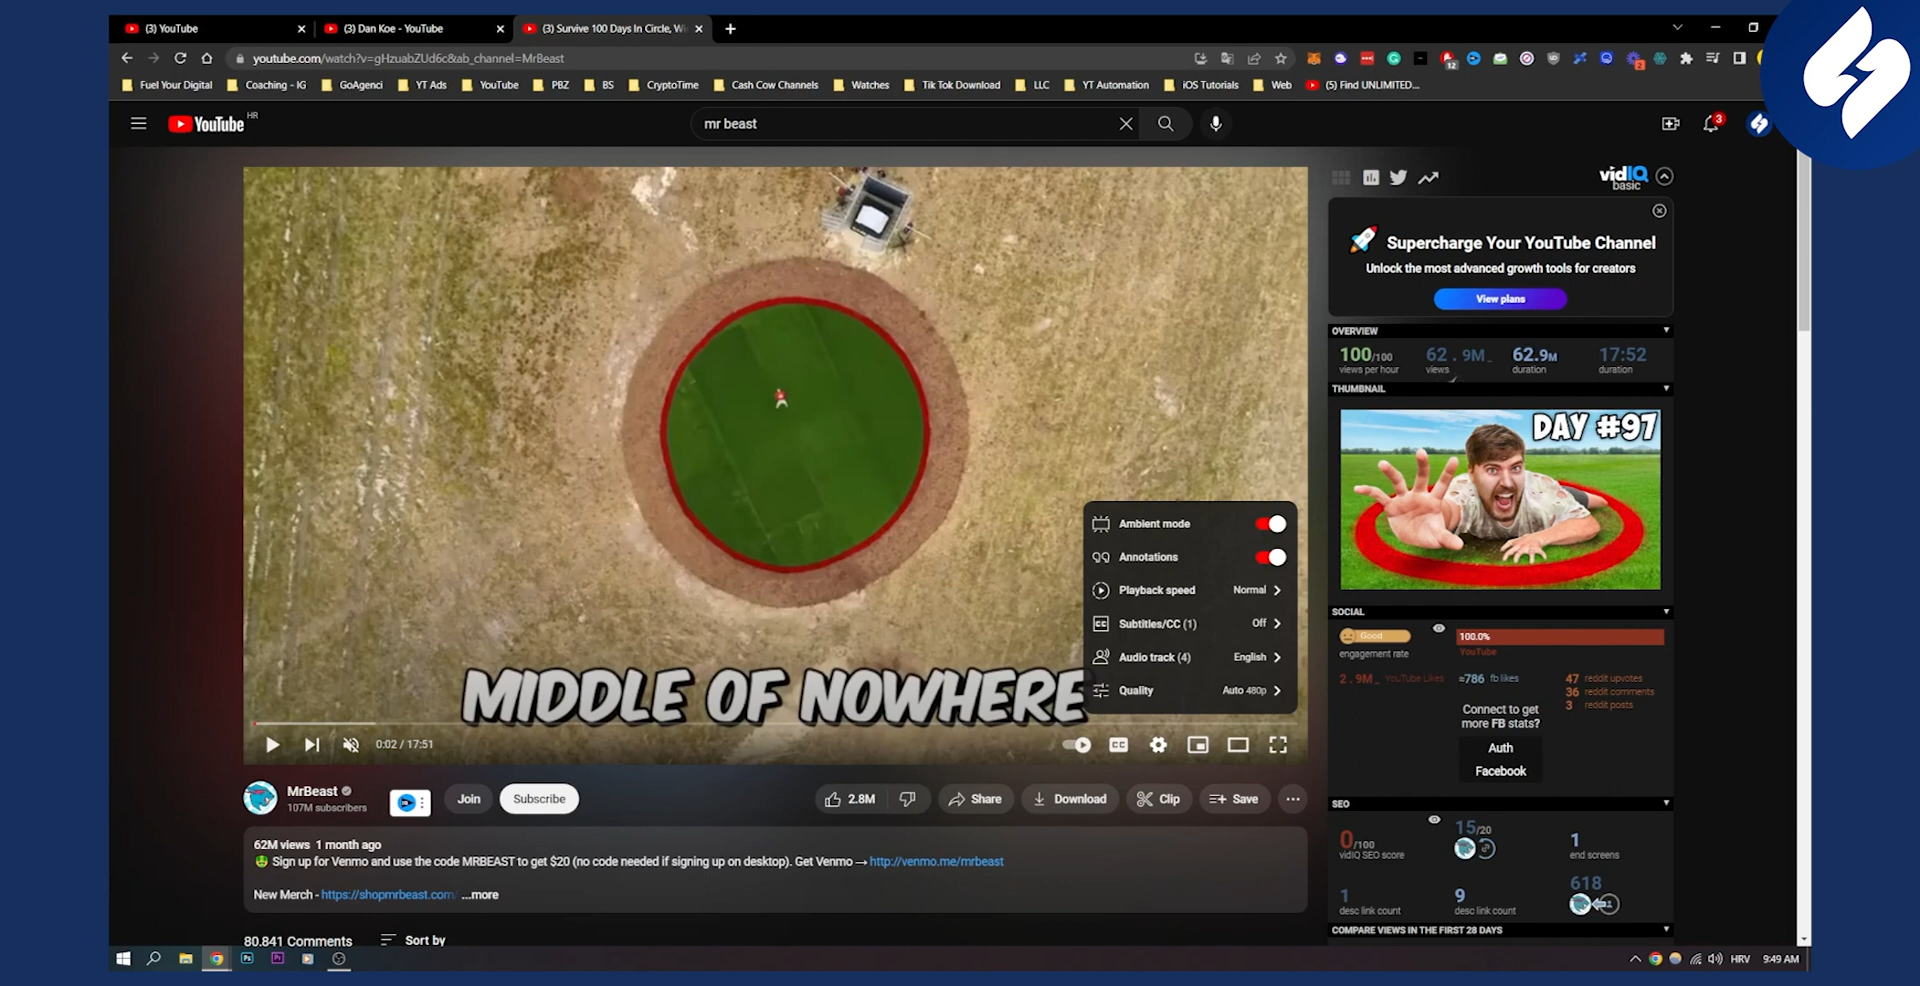 (3) YouTube
(3) Dan Koe - YouTube
(3) Survive 100 Days In Circle, Wi
youtube.com/watch?v=gHzuabZUd6c&ab_channel=MrBeast
12
2
Fuel Your Digital
Coaching - IG
GoAgenci
YT Ads
YouTube
PBZ
BS
CryptoTime
Cash Cow Channels
Watches
Tik Tok Download
LLC
YT Automation
iOS Tutorials
Web
(5) Find UNLIMITED...
YouTube HR
mr beast
3
vidIQ
basic
Supercharge Your YouTube Channel
Unlock the most advanced growth tools for creators
View plans
OVERVIEW
100/100
views per hour
62.9M
views
62.9M
duration
17:52
duration
THUMBNAIL
DAY #97
SOCIAL
Good
engagement rate
100.0%
YouTube
2.9M YouTube Likes
≈786 fb likes
47 reddit upvotes
36 reddit comments
3 reddit posts
Connect to get
more FB stats?
Auth
Facebook
SEO
0/100
vidIQ SEO score
15/20
1
end screens
1
desc link count
9
desc link count
618
COMPARE VIEWS IN THE FIRST 28 DAYS
Ambient mode
Annotations
Playback speed Normal
Subtitles/CC (1) Off
Audio track (4) English
Quality Auto 480p
MIDDLE OF NOWHERE
0:02 / 17:51
CC
MrBeast
107M subscribers
Join
Subscribe
2.8M
Share
Download
Clip
Save
62M views 1 month ago
Sign up for Venmo and use the code MRBEAST to get $20 (no code needed if signing up on desktop). Get Venmo → http://venmo.me/mrbeast
New Merch - https://shopmrbeast.com/ ...more
80.841 Comments
Sort by
Ps
Pr
HRV
9:49 AM